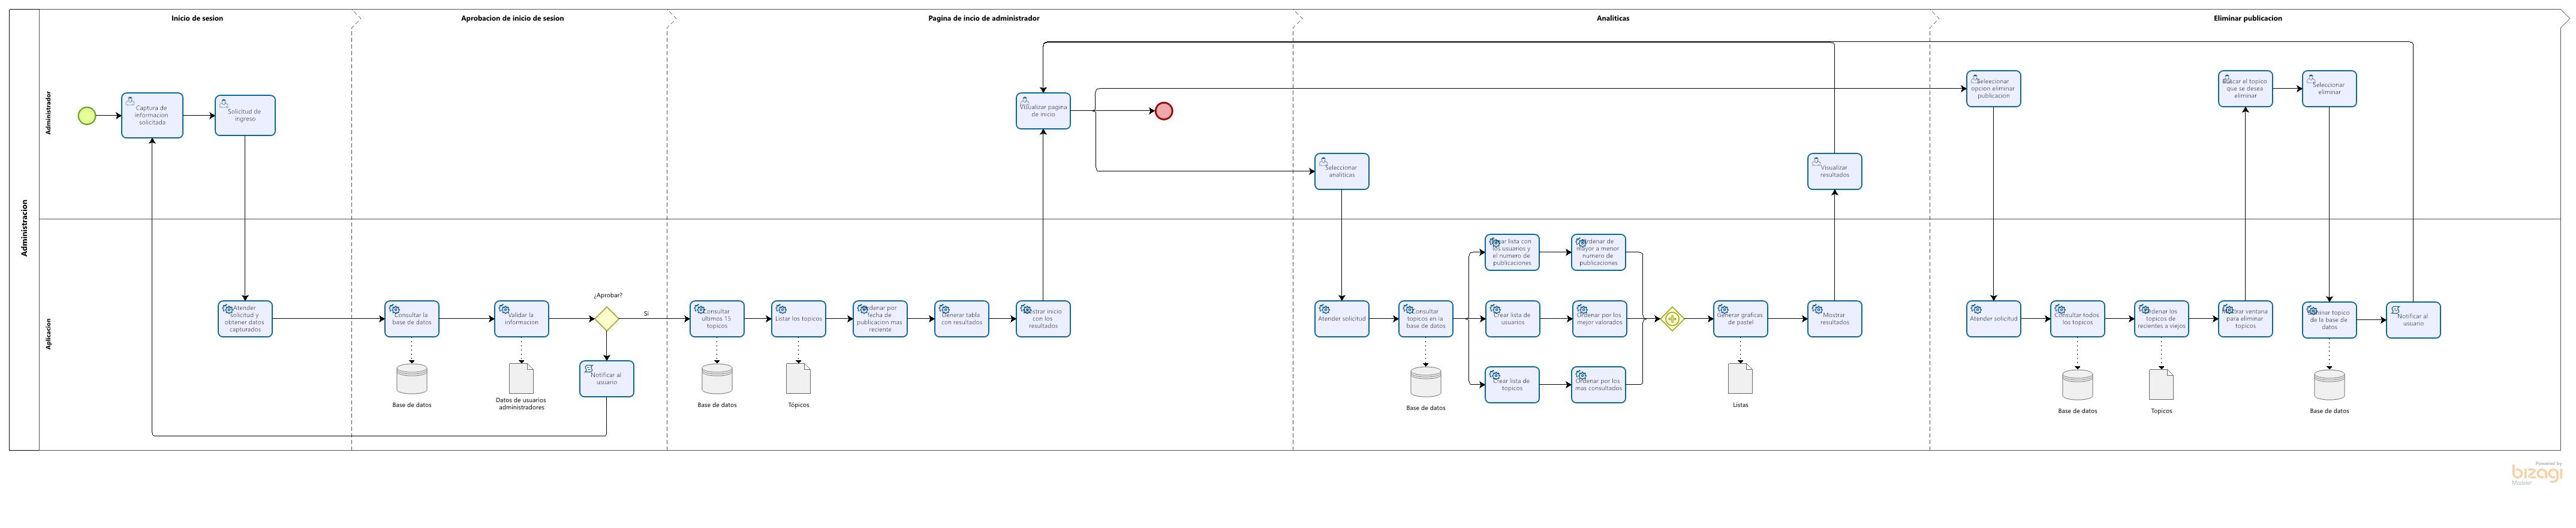 Inicio de sesion
Aprobacion de inicio de sesion
Pagina de incio de administrador
Analiticas
Eliminar publicacion
Administracion
Administrador
Captura de
informacion
solicitada
Solicitud de
ingreso
Visualizar pagina
de inicio
Seleccionar
analiticas
Visualizar
resultados
Seleecionar
opcion eliminar
publicacion
el topico
que se desea
eliminar
Seleccionar
eliminar
Aplicacion
Atender
solicitud y
obtener datos
capturados
Consultar la
base de datos
Validar la
informacion
¿Aprobar?
Si
Notificar al
usuario
Base de datos
Datos de usuarios
administradores
Consultar
ultimos 15
topicos
Listar los topicos
Ordenar por
fecha de
publicacion mas
reciente
Generar tabla
con resultados
Mostrar inicio
con los
resultados
Base de datos
Tópicos
Atender solicitud
Consultar
topicos en la
base de datos
Base de datos
lista con
los usuarios y
el numero de
publicaciones
Ordenar de
mayor a menor
numero de
publicaciones
Crear lista de
usuarios
Ordenar por los
mejor valorados
Crear lista de
topicos
Ordenar por los
mas consultados
Generar graficas
de pastel
Listas
Mostrar
resultados
Atender solicitud
Consultar todos
los topicos
Ordenar los
topicos de
recientes a viejos
Mostrar ventana
para eliminar
topicos
Eliminar topico
de la base de
datos
Notificar al
usuario
Base de datos
Topicos
Base de datos
Powered by
bizagi
Modeler